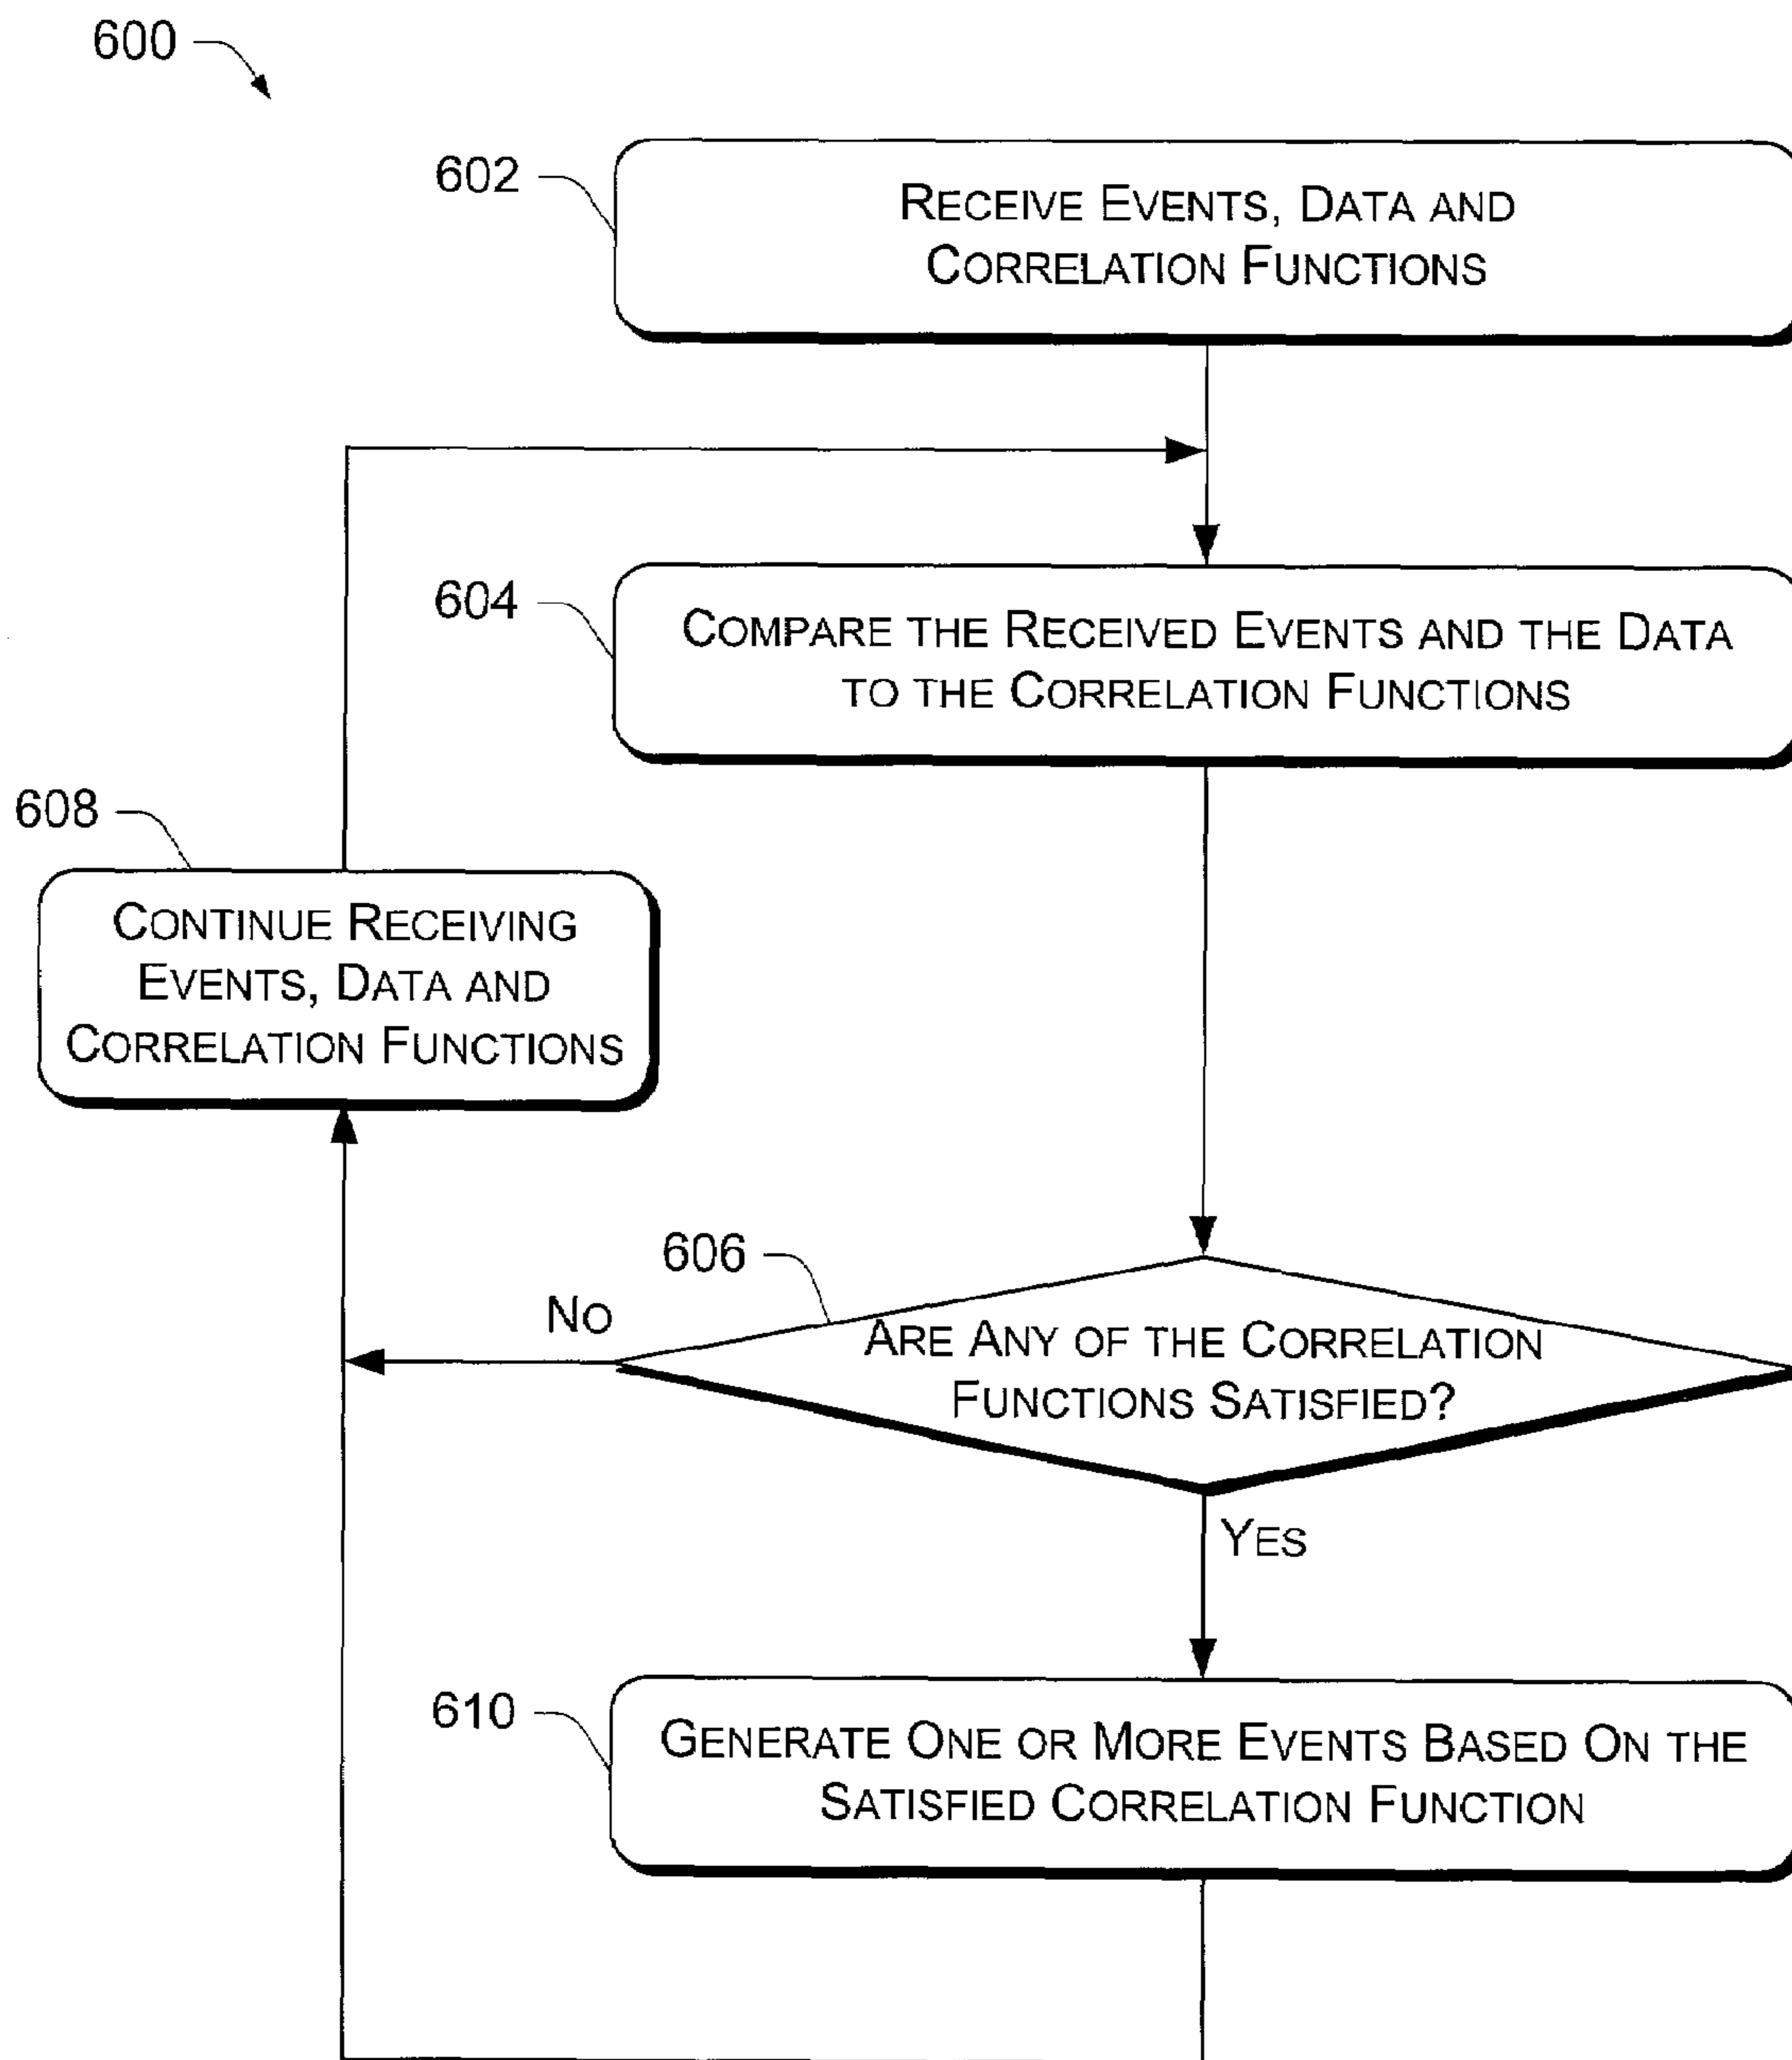 600
602
RECEIVE EVENTS, DATA AND
CORRELATION FUNCTIONS
604
COMPARE THE RECEIVED EVENTS AND THE DATA
TO THE CORRELATION FUNCTIONS
608
CONTINUE RECEIVING
EVENTS, DATA AND
CORRELATION FUNCTIONS
606
NO
ARE ANY OF THE CORRELATION
FUNCTIONS SATISFIED?
YES
610
GENERATE ONE OR MORE EVENTS BASED ON THE
SATISFIED CORRELATION FUNCTION